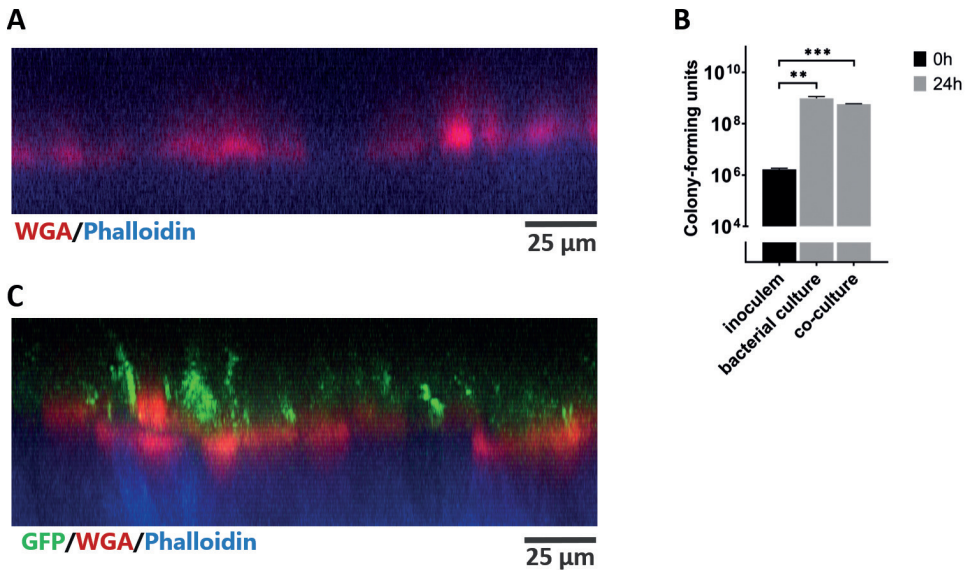 A
WGA/Phalloidin
25 µm
B
Colony-forming units
10¹⁰
10⁸
10⁶
10⁴
***
**
0h
24h
inoculem
bacterial culture
co-culture
C
GFP/WGA/Phalloidin
25 µm